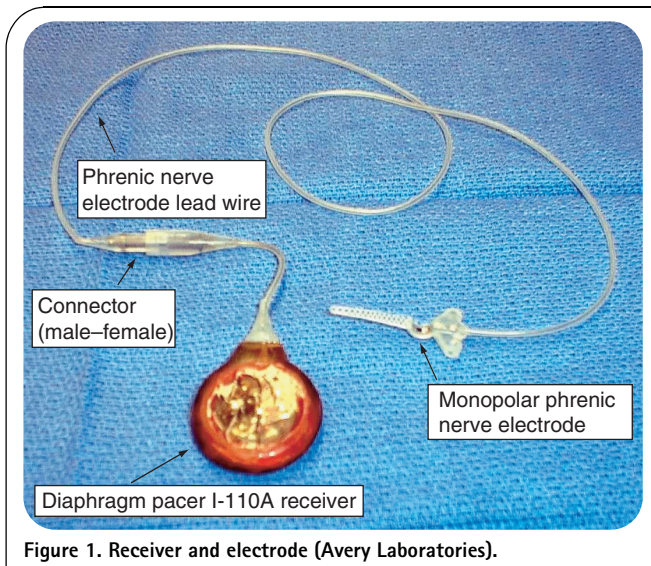 Phrenic nerve
electrode lead wire
Connector
(male–female)
Monopolar phrenic
nerve electrode
Diaphragm pacer I-110A receiver
Figure 1. Receiver and electrode (Avery Laboratories).